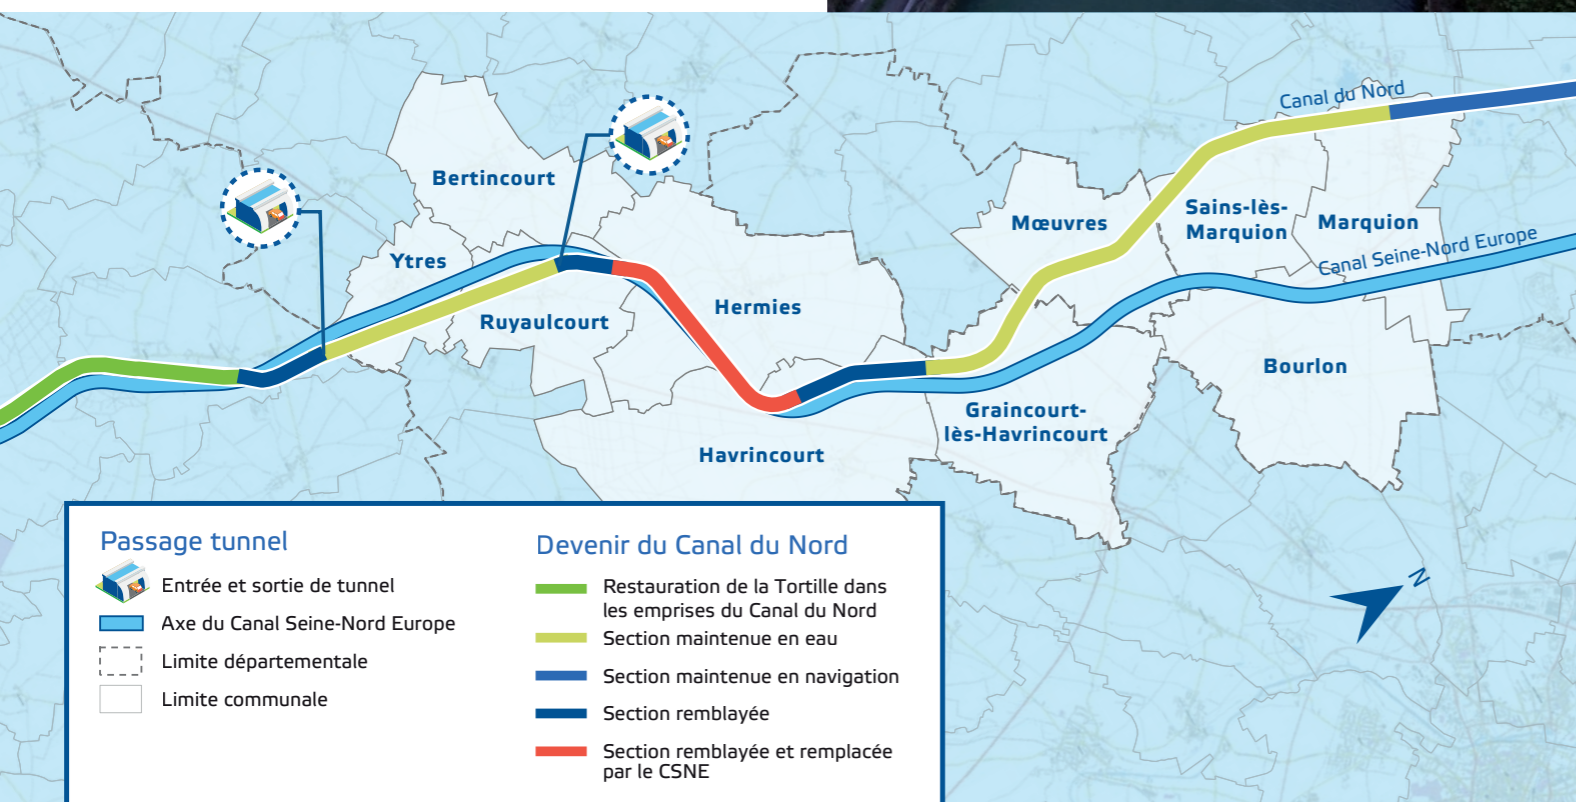 Canal du Nord
Bertincourt
Mœuvres
Sains-lès-
Marquion
Marquion
Ytres
Canal Seine-Nord Europe
Hermies
Ruyaulcourt
Bourlon
Graincourt-
lès-Havrincourt
Havrincourt
Passage tunnel
Entrée et sortie de tunnel
Axe du Canal Seine-Nord Europe
Limite départementale
Limite communale
Devenir du Canal du Nord
Restauration de la Tortille dans
les emprises du Canal du Nord
Section maintenue en eau
Section maintenue en navigation
Section remblayée
Section remblayée et remplacée
par le CSNE
N